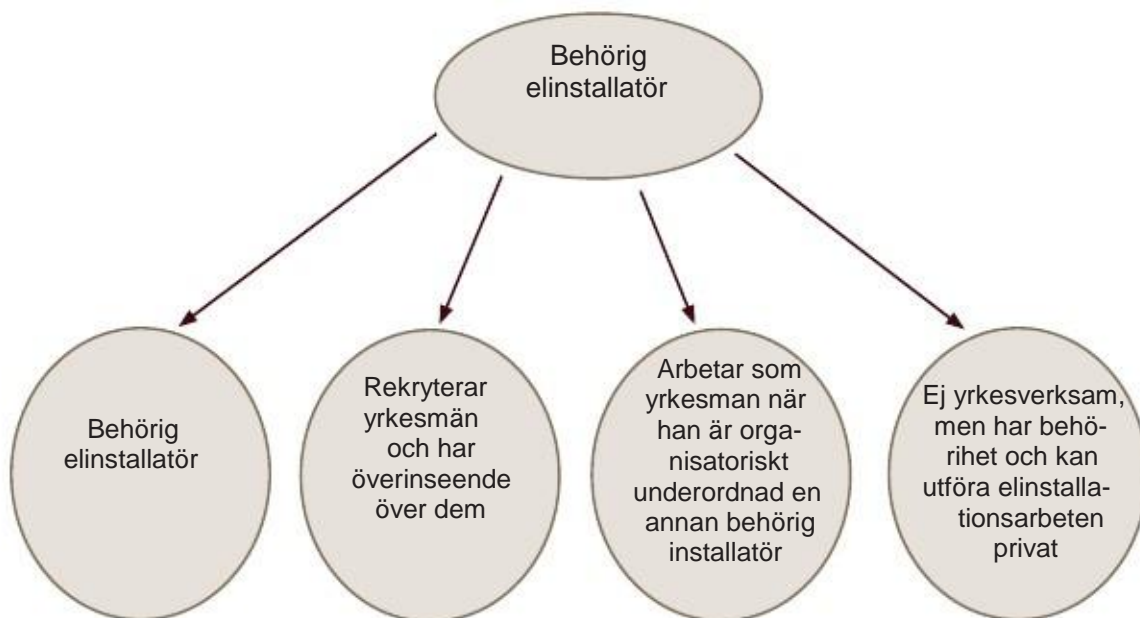 Behörig
elinstallatör
Behörig
elinstallatör
Rekryterar
yrkesmän
och har
överinseende
över dem
Arbetar som
yrkesman när
han är orga-
nisatoriskt
underordnad en
annan behörig
installatör
Ej yrkesverksam,
men har behö-
rihet och kan
utföra elinstalla-
tionsarbeten
privat